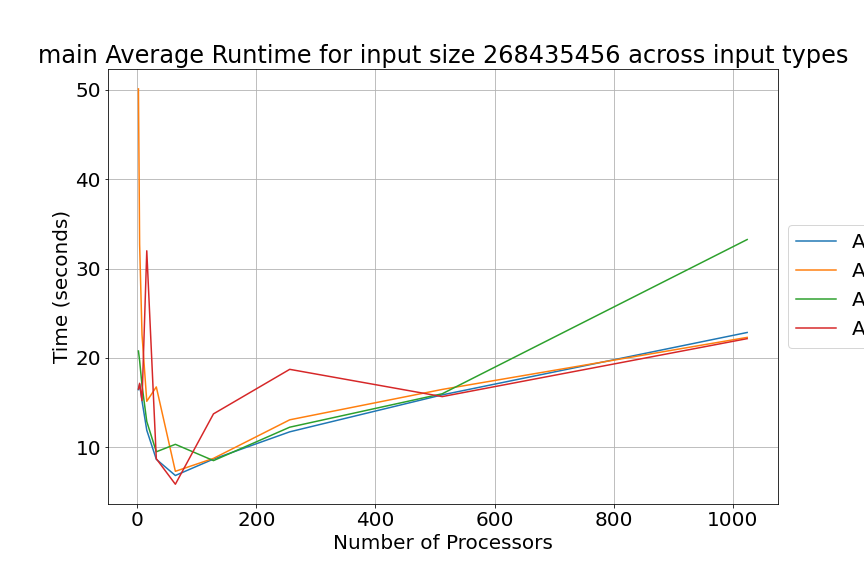 main Average Runtime for input size 268435456 across input types
Time (seconds)
50
40
30
20
10
0
200
400
600
800
1000
Number of Processors
A
A
A
A